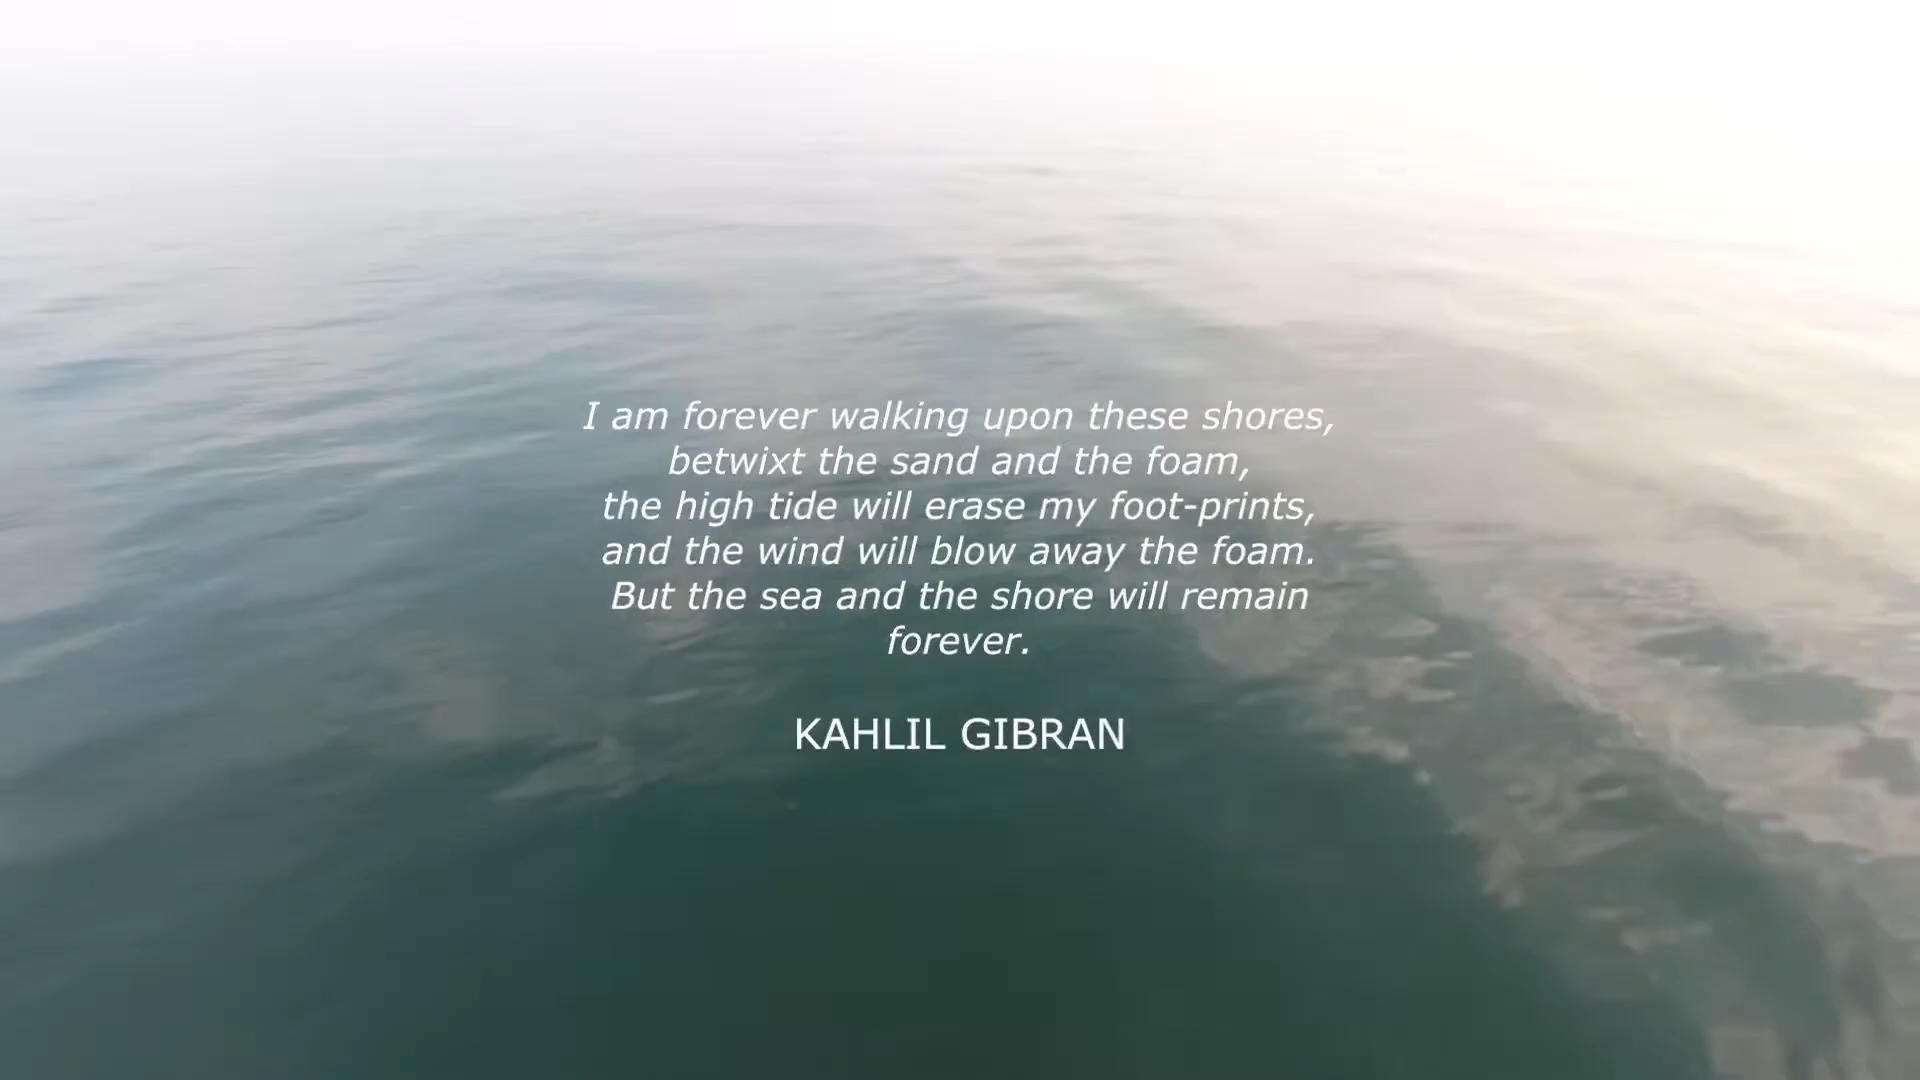 I am forever walking upon these shores,
betwixt the sand and the foam,
the high tide will erase my foot-prints,
and the wind will blow away the foam.
But the sea and the shore will remain
forever.
KAHLIL GIBRAN